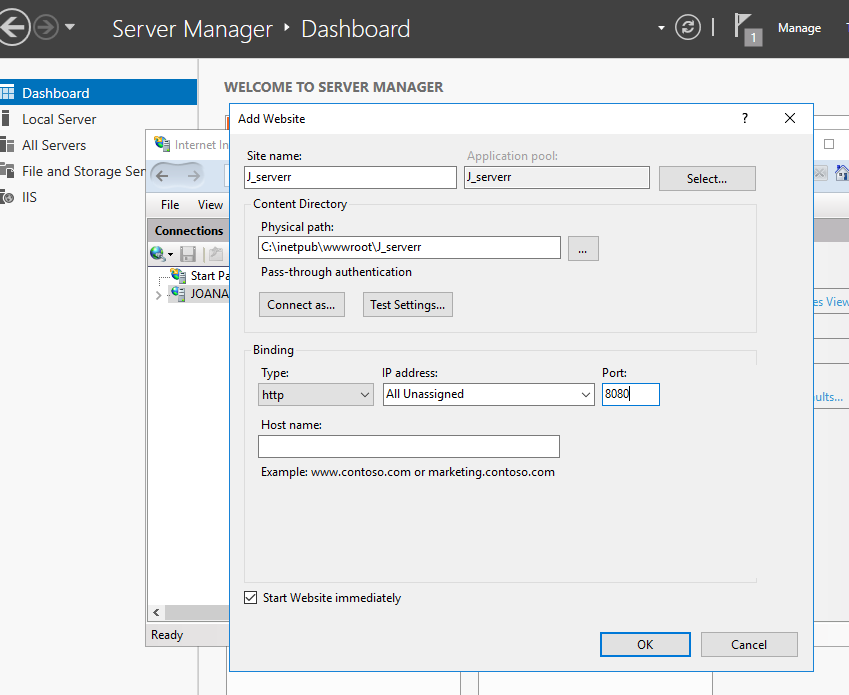 Server Manager ‣ Dashboard
1
Manage
Dashboard
Local Server
All Servers
File and Storage Ser
IIS
WELCOME TO SERVER MANAGER
Internet In
File View
Connections
Start Pa
JOANA
Ready
es View
ults...
Add Website
?
Site name:
Application pool:
J_serverr
J_serverr
Select...
Content Directory
Physical path:
C:\inetpub\wwwroot\J_serverr
...
Pass-through authentication
Connect as...
Test Settings...
Binding
Type:
IP address:
Port:
http
All Unassigned
8080
Host name:
Example: www.contoso.com or marketing.contoso.com
Start Website immediately
OK
Cancel